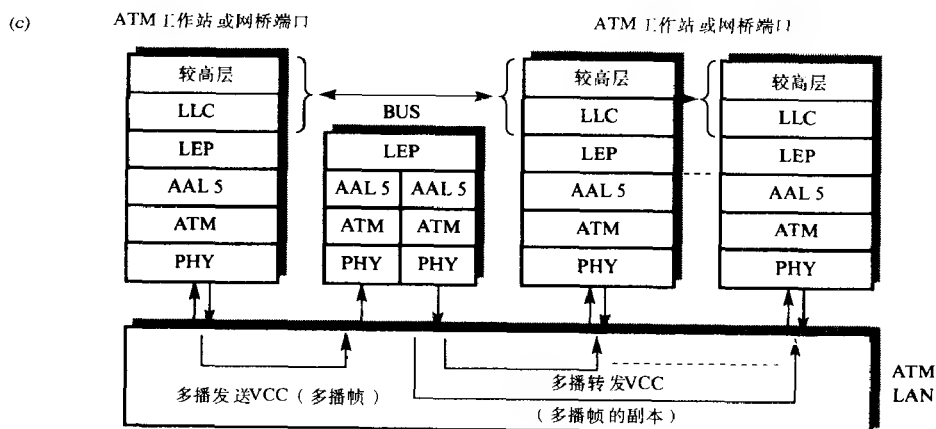 (c)
ATM 工作站或网桥端口
ATM 工作站或网桥端口
较高层
LLC
LEP
AAL 5
ATM
PHY
BUS
LEP
AAL 5 AAL 5
ATM ATM
PHY PHY
较高层
LLC
LEP
AAL 5
ATM
PHY
较高层
LLC
LEP
AAL 5
ATM
PHY
多播发送VCC（多播帧）
多播转发VCC
（多播帧的副本）
ATM
LAN